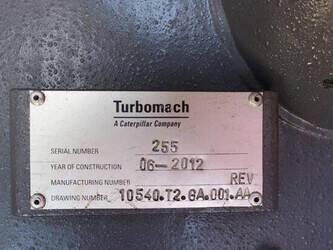 Turbomach
A Caterpillar Company
SERIAL NUMBER 255
YEAR OF CONSTRUCTION 06-2012
MANUFACTURING NUMBER REV
DRAWING NUMBER 10540.T2.GA.001.AA